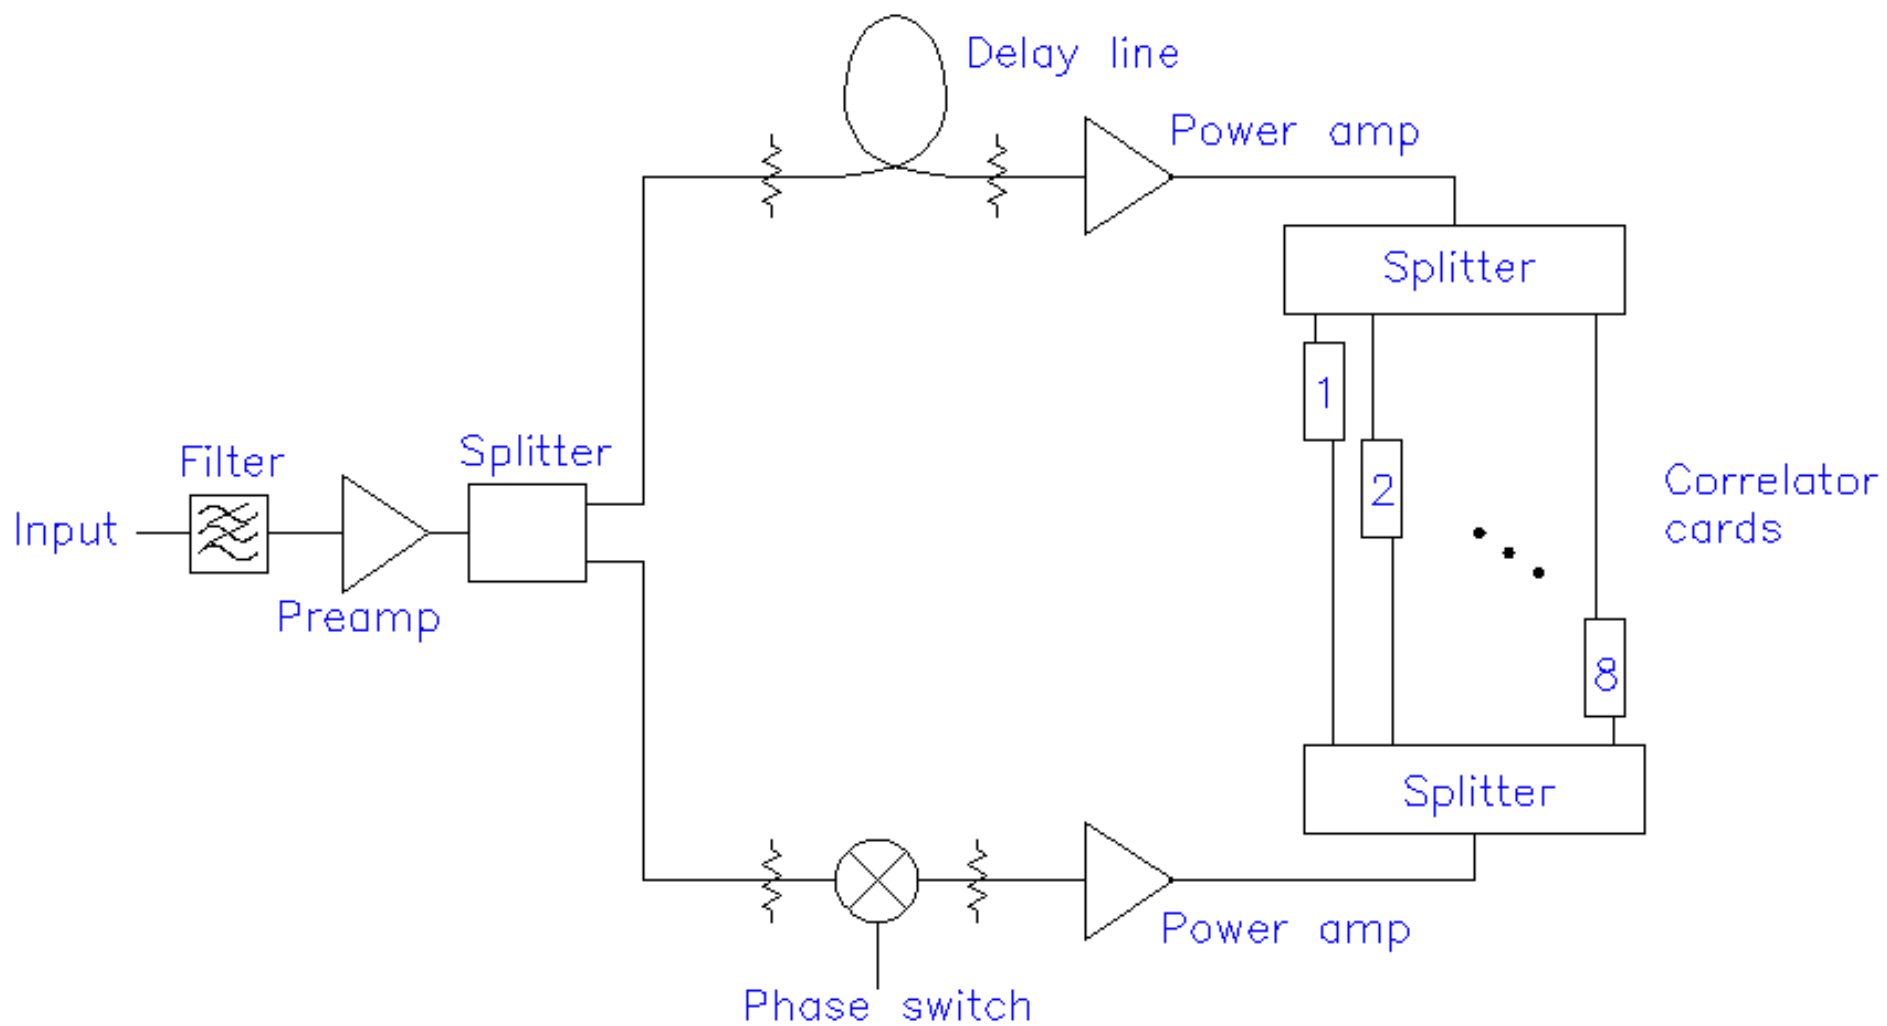 Delay line
Power amp
Splitter
1
2
8
Correlator
cards
Filter
Splitter
Input
Preamp
Splitter
Power amp
Phase switch